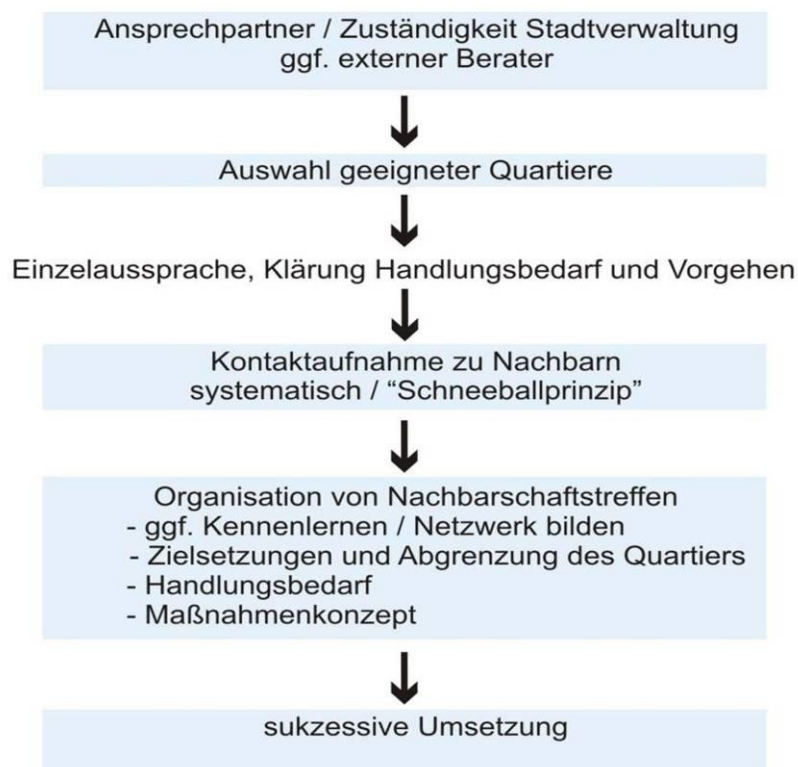 Ansprechpartner / Zuständigkeit Stadtverwaltung
ggf. externer Berater
Auswahl geeigneter Quartiere
Einzelaussprache, Klärung Handlungsbedarf und Vorgehen
Kontaktaufnahme zu Nachbarn
systematisch / “Schneeballprinzip”
Organisation von Nachbarschaftstreffen
- ggf. Kennenlernen / Netzwerk bilden
- Zielsetzungen und Abgrenzung des Quartiers
- Handlungsbedarf
- Maßnahmenkonzept
sukzessive Umsetzung